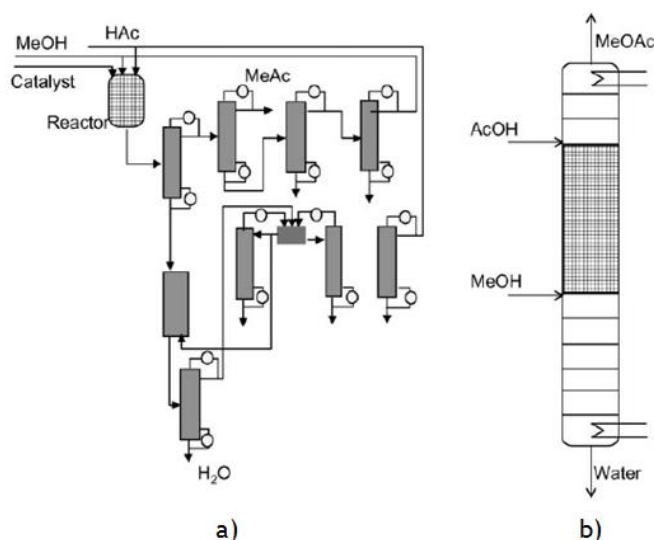 HAc
MeOH
Catalyst
Reactor
MeAc
H₂O
a)
MeOAc
AcOH
MeOH
Water
b)